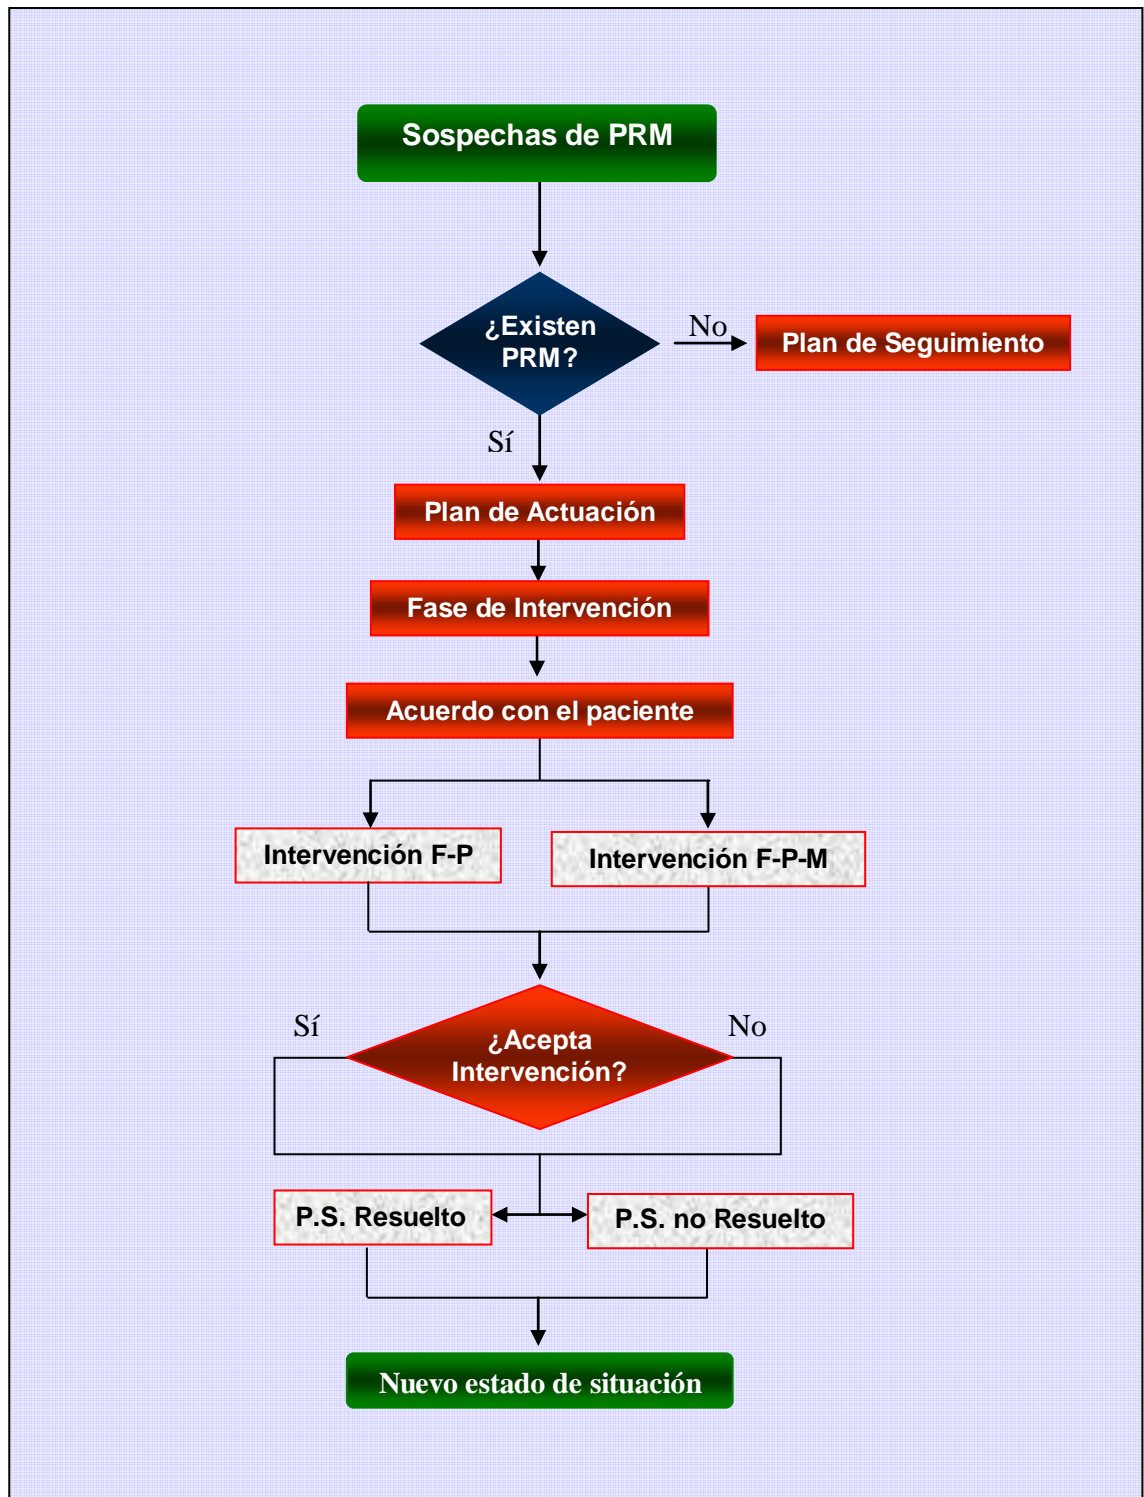 Sospechas de PRM
¿Existen
PRM?
No
Plan de Seguimiento
Sí
Plan de Actuación
Fase de Intervención
Acuerdo con el paciente
Intervención F-P
Intervención F-P-M
Sí
No
¿Acepta
Intervención?
P.S. Resuelto
P.S. no Resuelto
Nuevo estado de situación